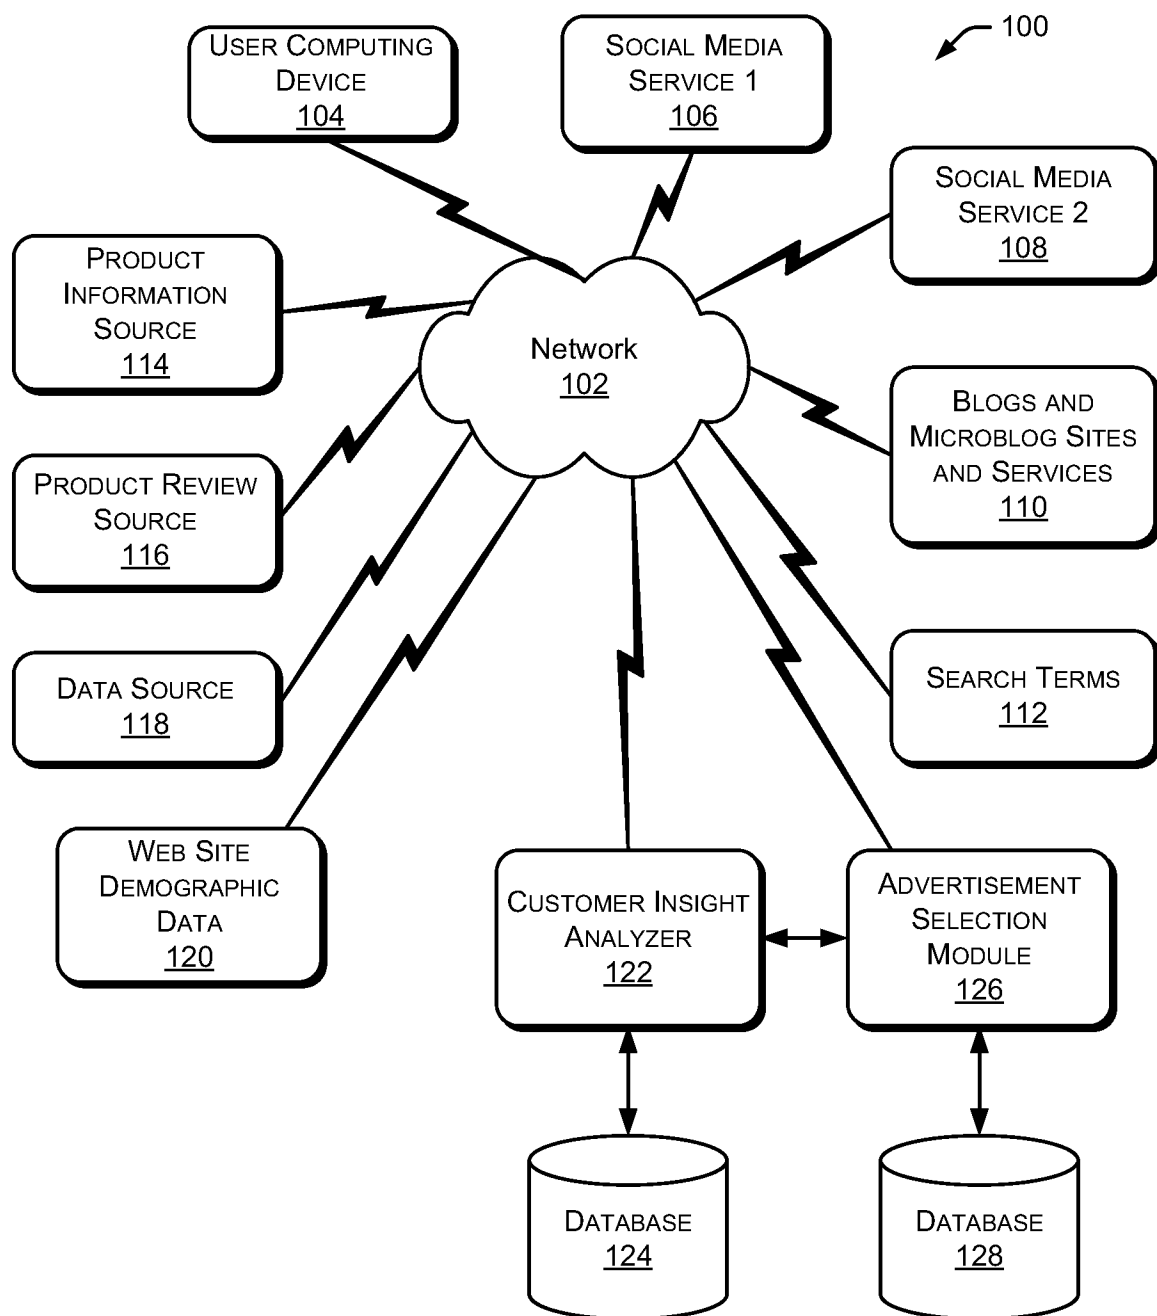 100
USER COMPUTING
DEVICE
104
SOCIAL MEDIA
SERVICE 1
106
SOCIAL MEDIA
SERVICE 2
108
PRODUCT
INFORMATION
SOURCE
114
Network
102
BLOGS AND
MICROBLOG SITES
AND SERVICES
110
PRODUCT REVIEW
SOURCE
116
DATA SOURCE
118
SEARCH TERMS
112
WEB SITE
DEMOGRAPHIC
DATA
120
CUSTOMER INSIGHT
ANALYZER
122
ADVERTISEMENT
SELECTION
MODULE
126
DATABASE
124
DATABASE
128